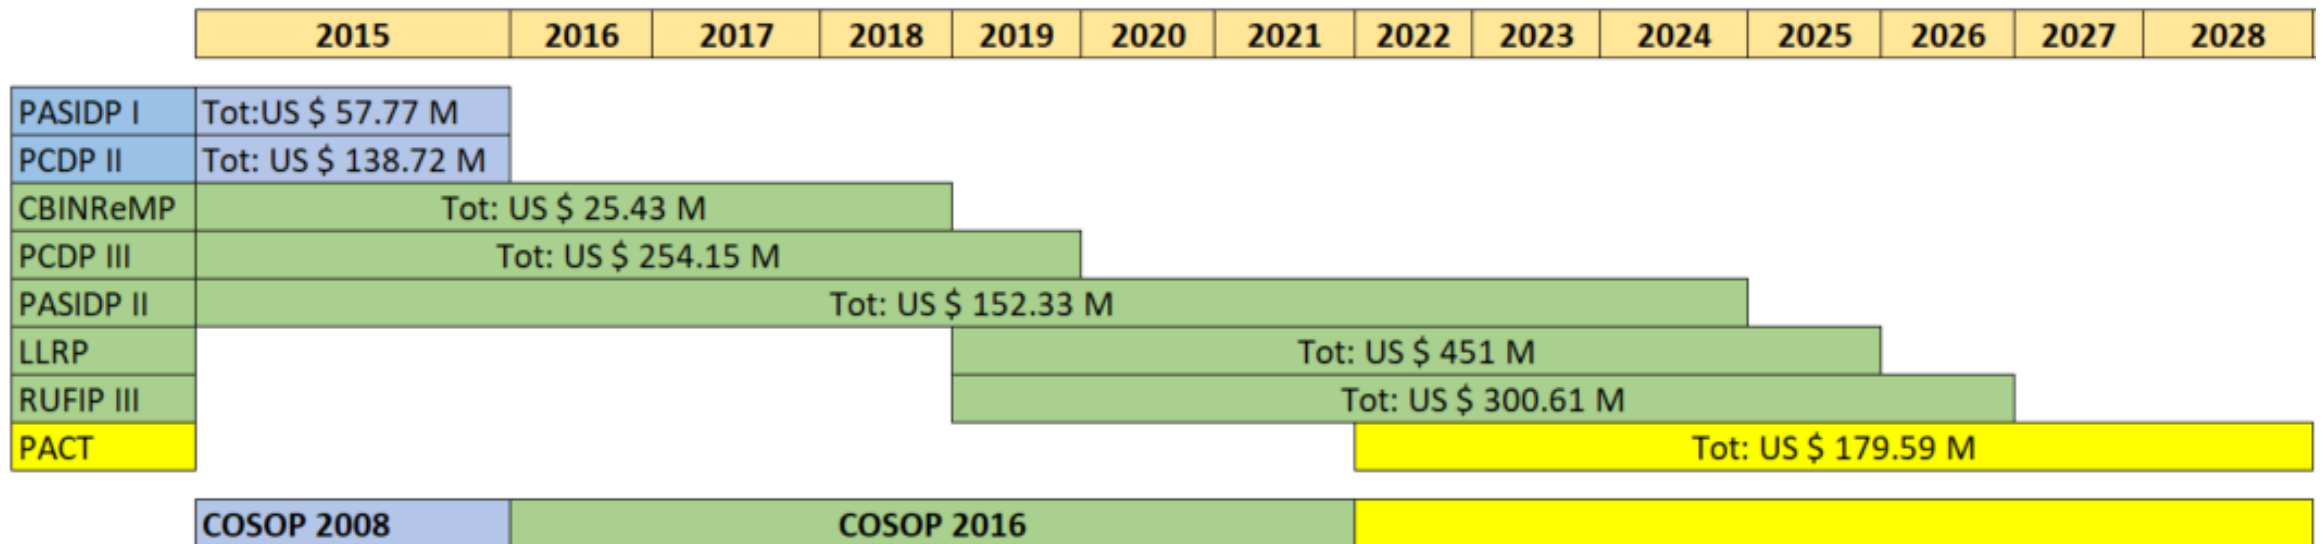 2015 2016 2017 2018 2019 2020 2021 2022 2023 2024 2025 2026 2027 2028
PASIDP I Tot:US $ 57.77 M
PCDP II Tot: US $ 138.72 M
CBINReMP Tot: US $ 25.43 M
PCDP III Tot: US $ 254.15 M
PASIDP II Tot: US $ 152.33 M
LLRP Tot: US $ 451 M
RUFIP III Tot: US $ 300.61 M
PACT Tot: US $ 179.59 M
COSOP 2008 COSOP 2016